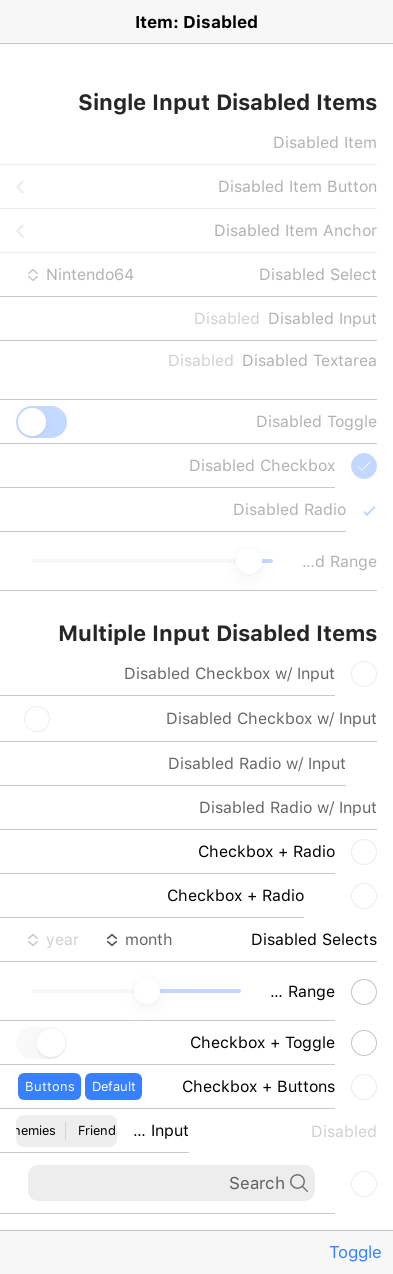 Item: Disabled
Single Input Disabled Items
Disabled Item
Disabled Item Button
Disabled Item Anchor
Disabled Select Nintendo64
Disabled Input Disabled
Disabled Textarea Disabled
Disabled Toggle
Disabled Checkbox
Disabled Radio
...d Range
Multiple Input Disabled Items
Disabled Checkbox w/ Input
Disabled Checkbox w/ Input
Disabled Radio w/ Input
Disabled Radio w/ Input
Checkbox + Radio
Checkbox + Radio
Disabled Selects month year
... Range
Checkbox + Toggle
Checkbox + Buttons Default Buttons
Disabled ... Input Friend nemies
Search
Toggle